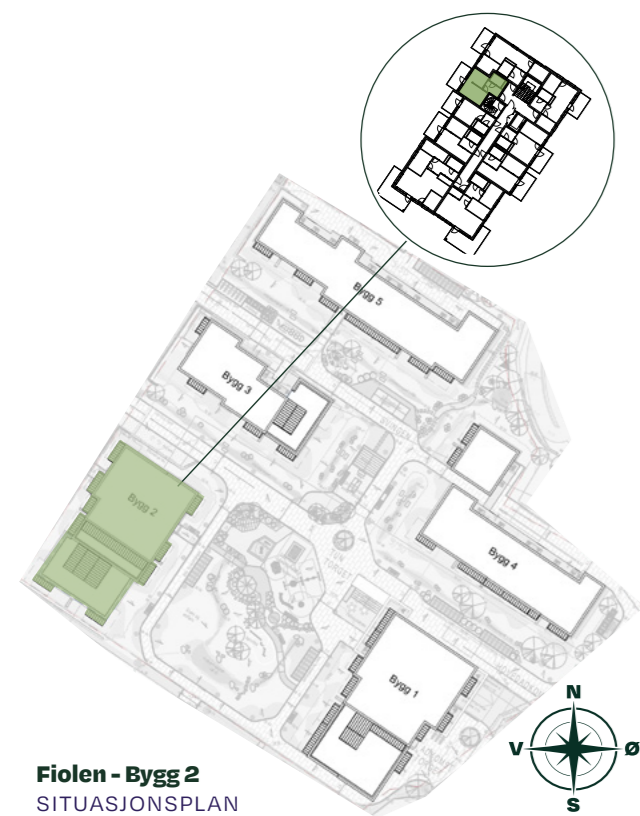 Bygg 5
Bygg 3
Bygg 2
Bygg 4
Bygg 1
N
V
Ø
S
Fiolen - Bygg 2
SITUASJONSPLAN